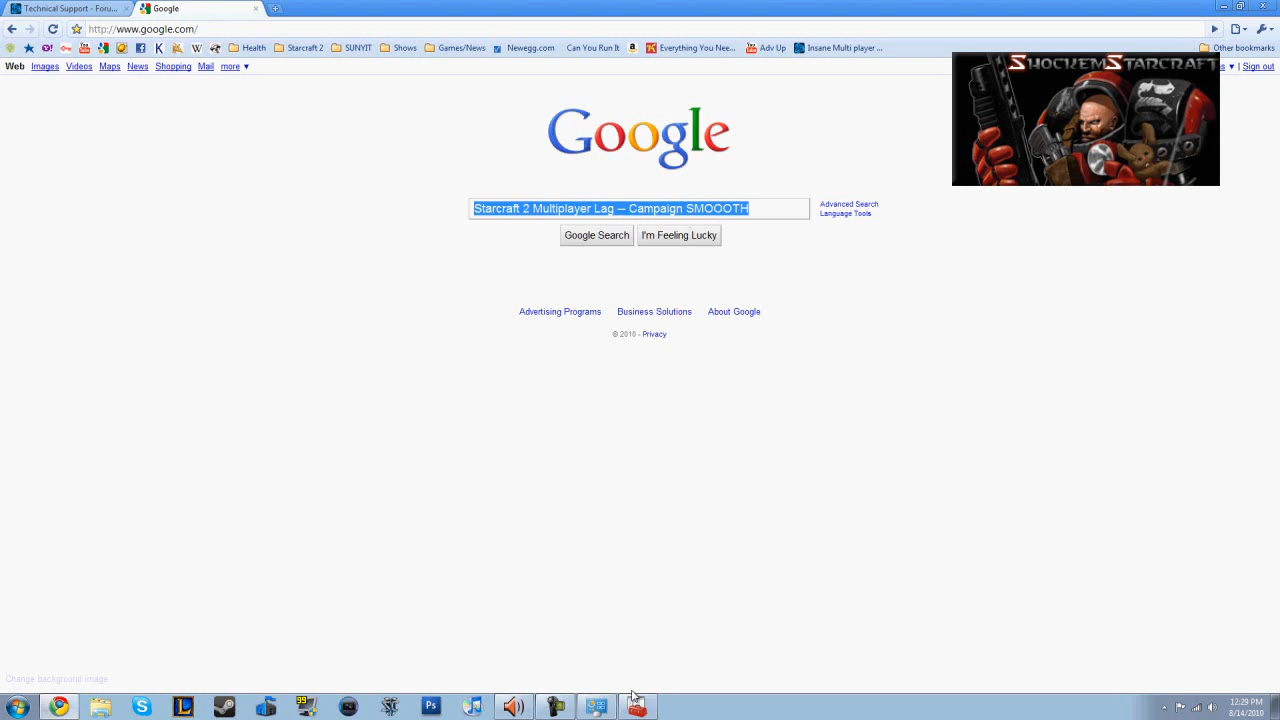 Technical Support - Foru...
Google
http://www.google.com/
Health
Starcraft 2
SUNYIT
Shows
Games/News
Newegg.com
Can You Run It
Everything You Nee...
Adv Up
Insane Multi player ...
Other bookmarks
Web Images Videos Maps News Shopping Mail more ▼
| Sign out
SHOCKEMSTARCRAFT
Google
Starcraft 2 Multiplayer Lag -- Campaign SMOOOTH
Advanced Search
Language Tools
Google Search
I'm Feeling Lucky
Advertising Programs
Business Solutions
About Google
© 2010 - Privacy
Change background image
99
Ps
12:29 PM
8/14/2010